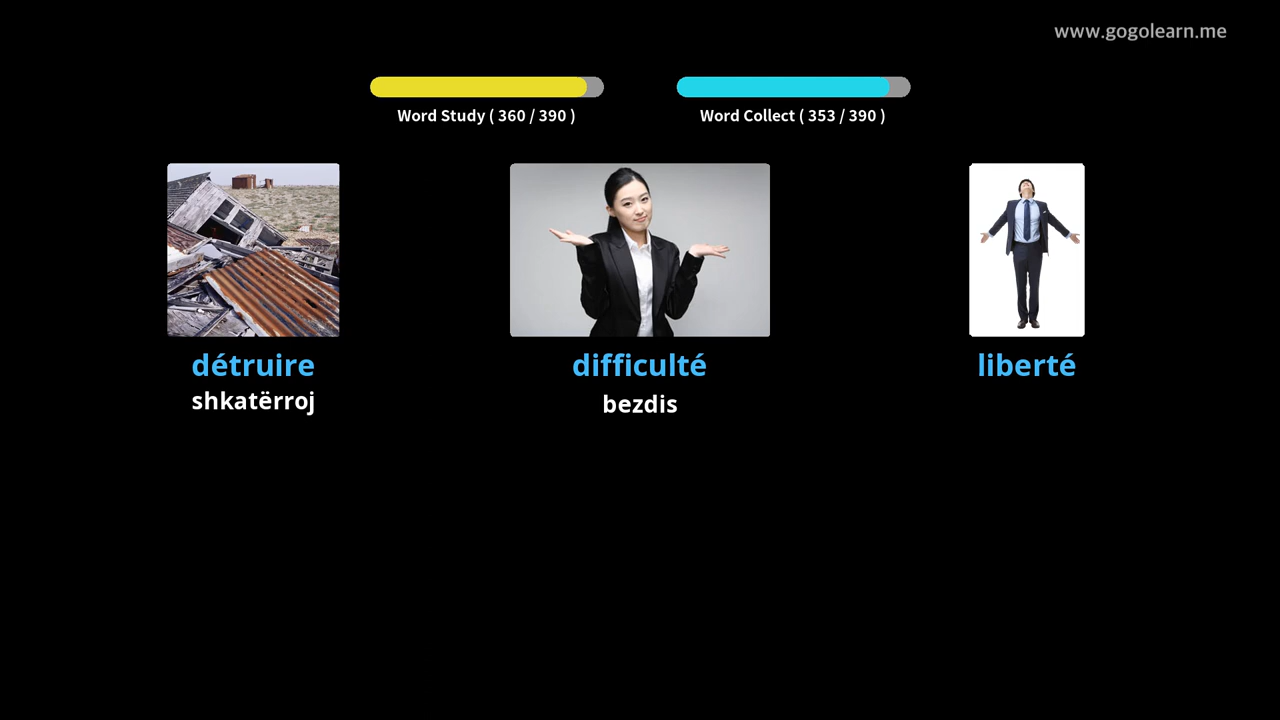 www.gogolearn.me
Word Study ( 360 / 390 )
Word Collect ( 353 / 390 )
détruire
difficulté
liberté
shkatërroj
bezdis